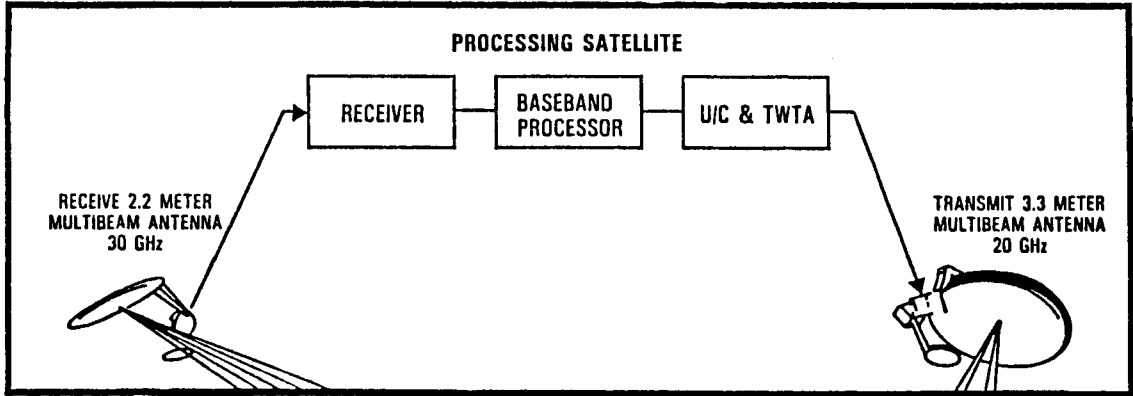 PROCESSING SATELLITE
RECEIVER
BASEBAND
PROCESSOR
U/C & TWTA
RECEIVE 2.2 METER
MULTIBEAM ANTENNA
30 GHz
TRANSMIT 3.3 METER
MULTIBEAM ANTENNA
20 GHz